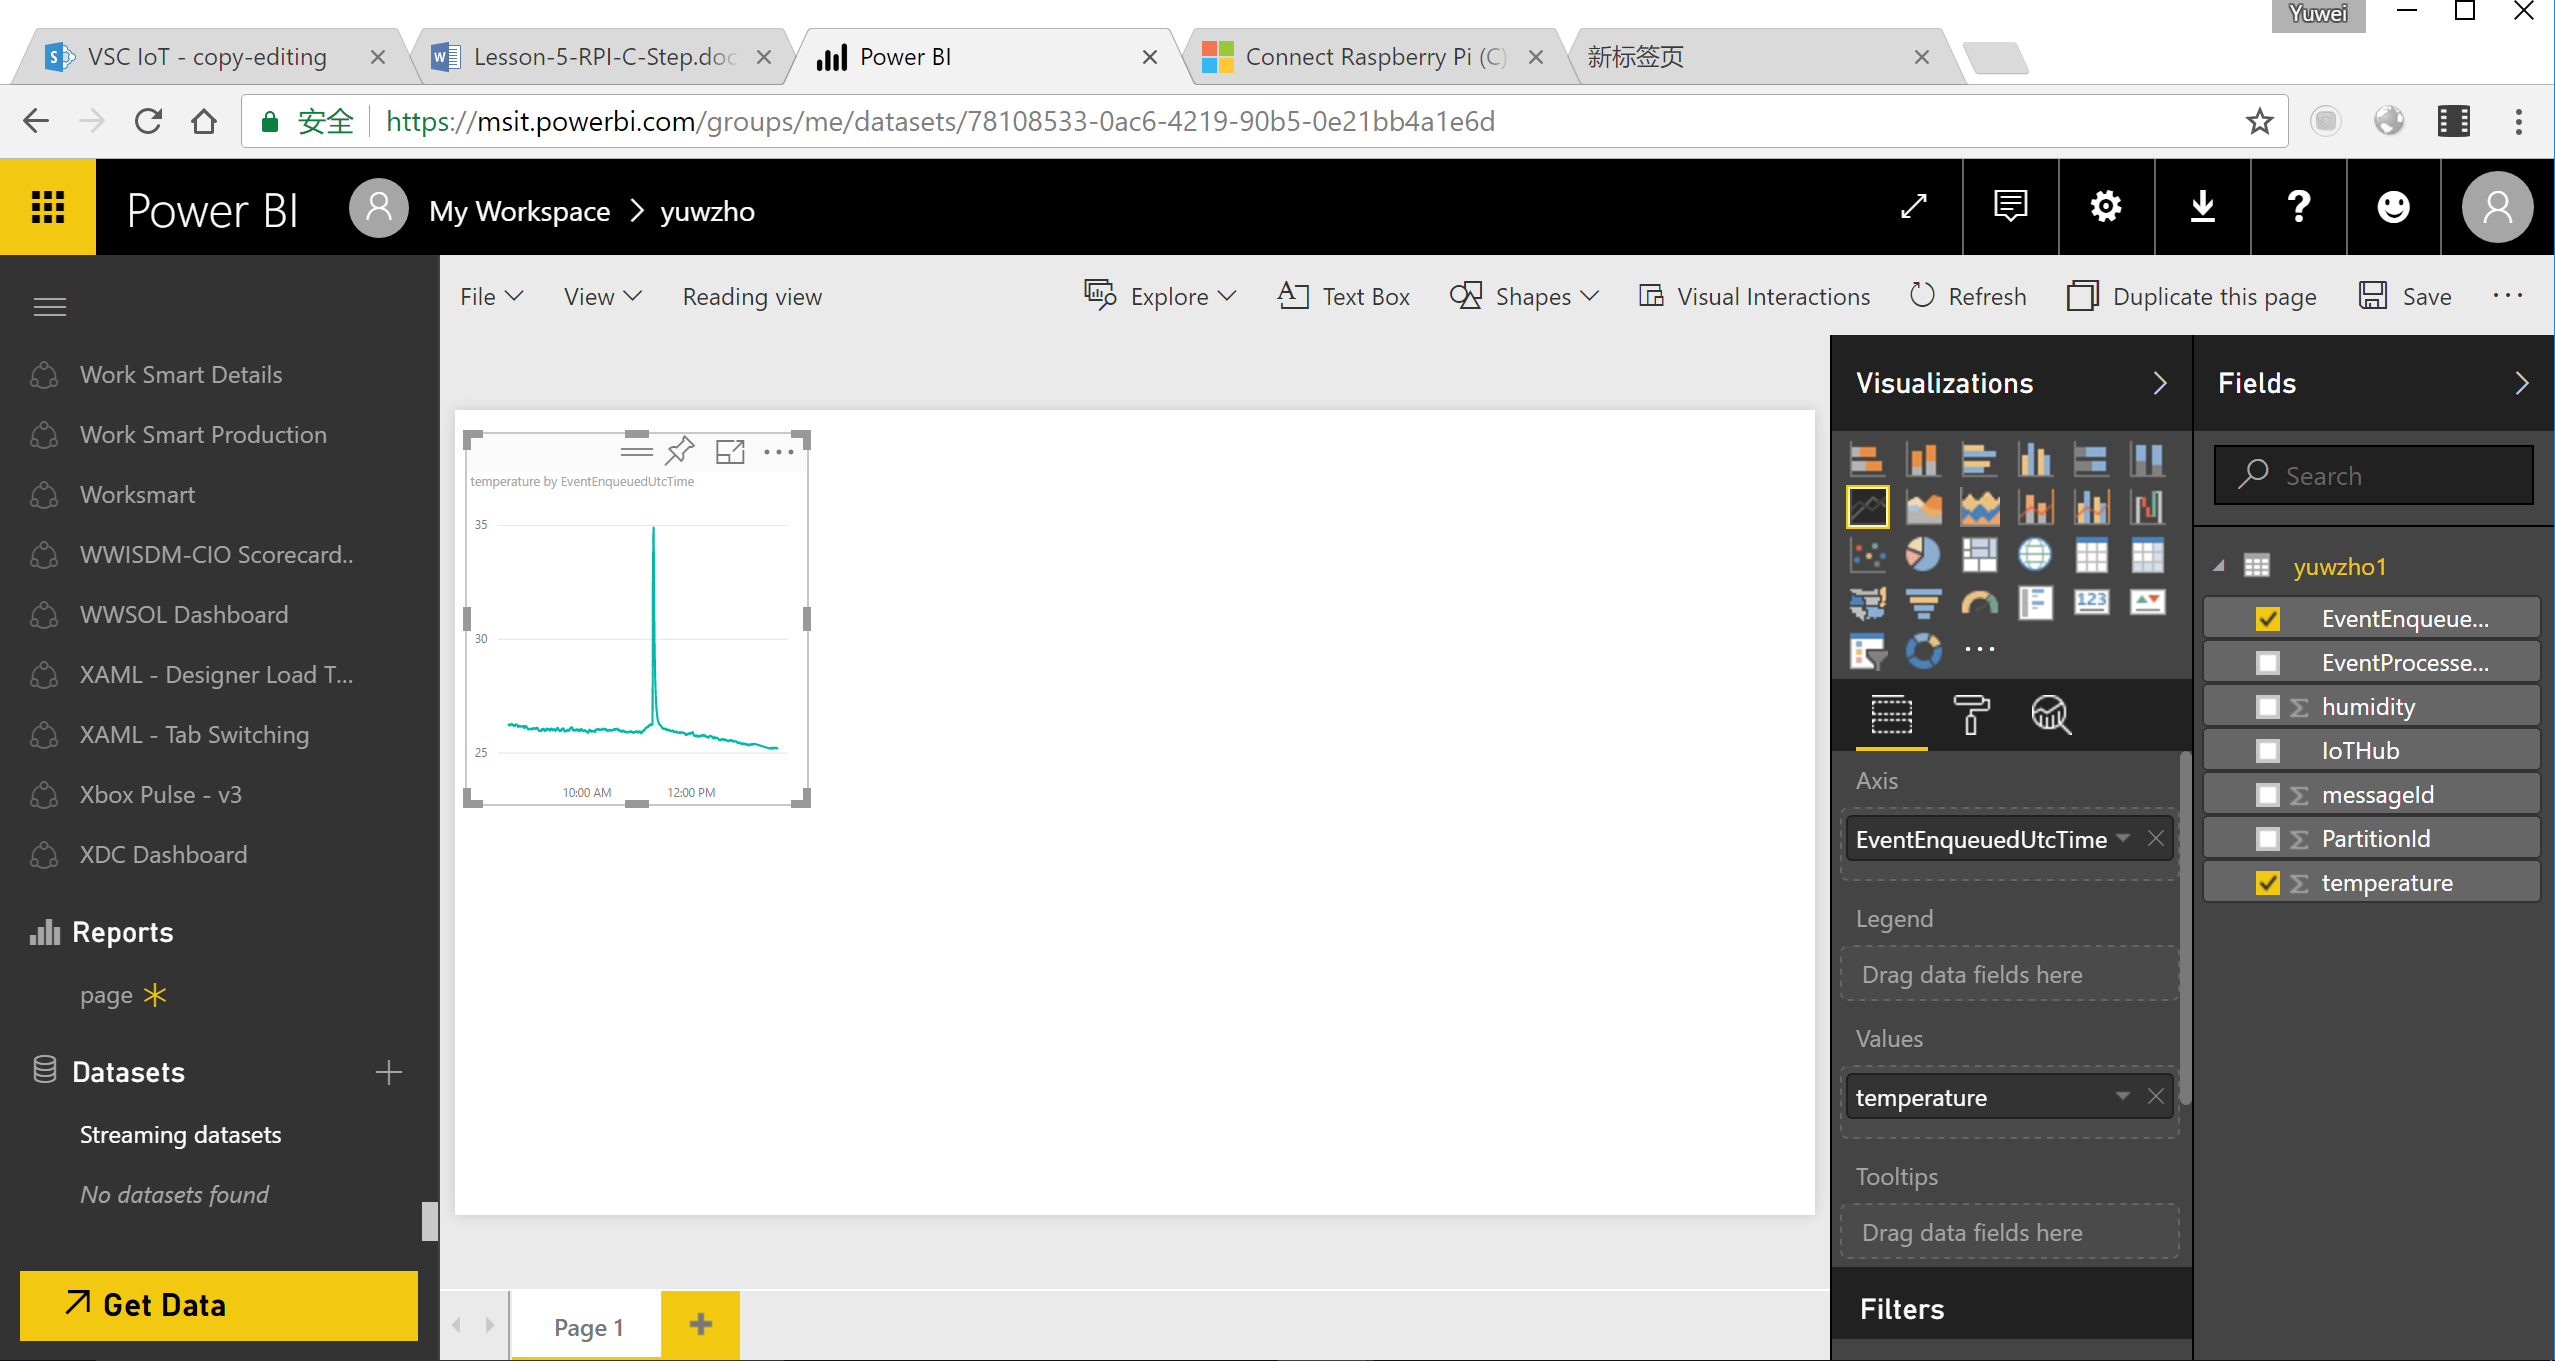 Yuwei
VSC IoT - copy-editing
Lesson-5-RPI-C-Step.doc
Power BI
Connect Raspberry Pi (C)
新标签页
安全
https://msit.powerbi.com/groups/me/datasets/78108533-0ac6-4219-90b5-0e21bb4a1e6d
Power BI
My Workspace > yuwzho
File
View
Reading view
Explore
Text Box
Shapes
Visual Interactions
Refresh
Duplicate this page
Save
Work Smart Details
Work Smart Production
Worksmart
WWISDM-CIO Scorecard..
WWSOL Dashboard
XAML - Designer Load T...
XAML - Tab Switching
Xbox Pulse - v3
XDC Dashboard
Reports
page
Datasets
Streaming datasets
No datasets found
Get Data
temperature by EventEnqueuedUtcTime
35
30
25
10:00 AM
12:00 PM
Page 1
Visualizations
123
Axis
EventEnqueuedUtcTime
Legend
Drag data fields here
Values
temperature
Tooltips
Drag data fields here
Filters
Fields
Search
yuwzho1
EventEnqueue...
EventProcesse...
humidity
IoTHub
messageId
PartitionId
temperature